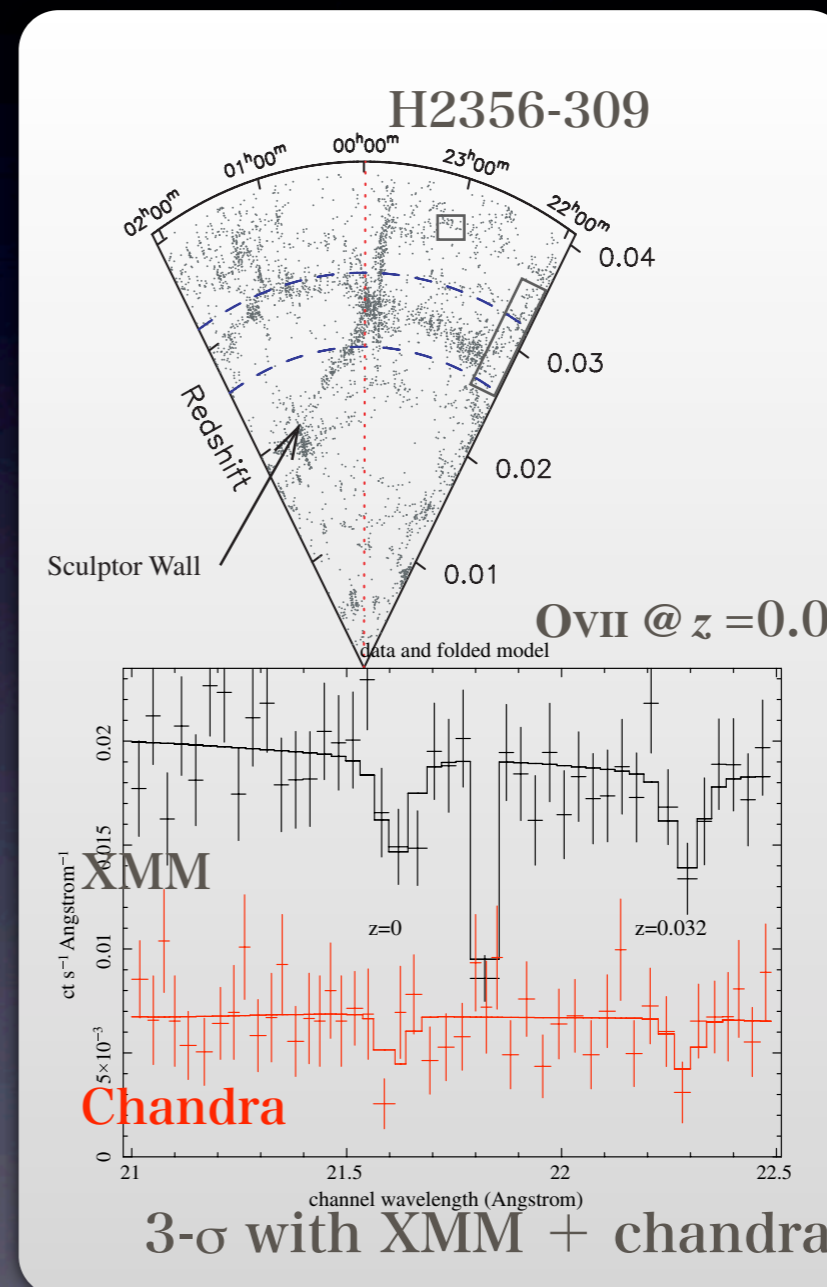 H2356-309
02ʰ00ᵐ 01ʰ00ᵐ 00ʰ00ᵐ 23ʰ00ᵐ 22ʰ00ᵐ
0.04
0.03
Redshift
0.02
Sculptor Wall
0.01
OVII @ z =0.0
data and folded model
0.02
0.015
XMM
ct s⁻¹ Angstrom⁻¹
z=0 z=0.032
0.01
5×10⁻³
Chandra
0
21 21.5 22 22.5
channel wavelength (Angstrom)
3-σ with XMM + chandra